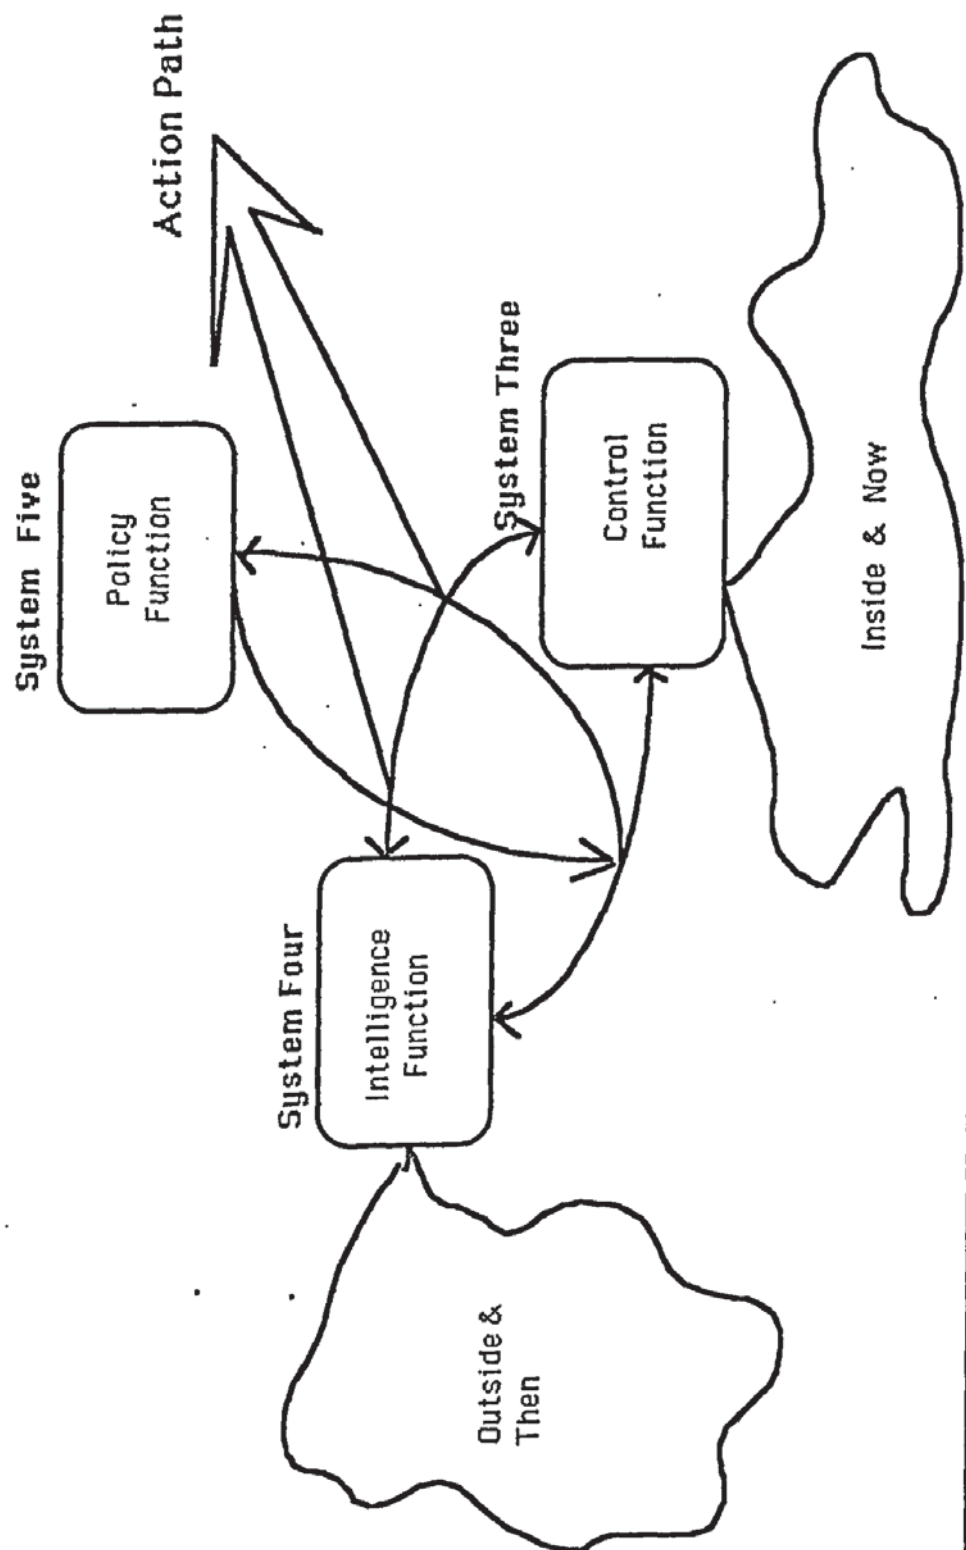 System Five
Policy
Function
Action Path
System Four
Intelligence
Function
System Three
Control
Function
Outside &
Then
Inside & Now